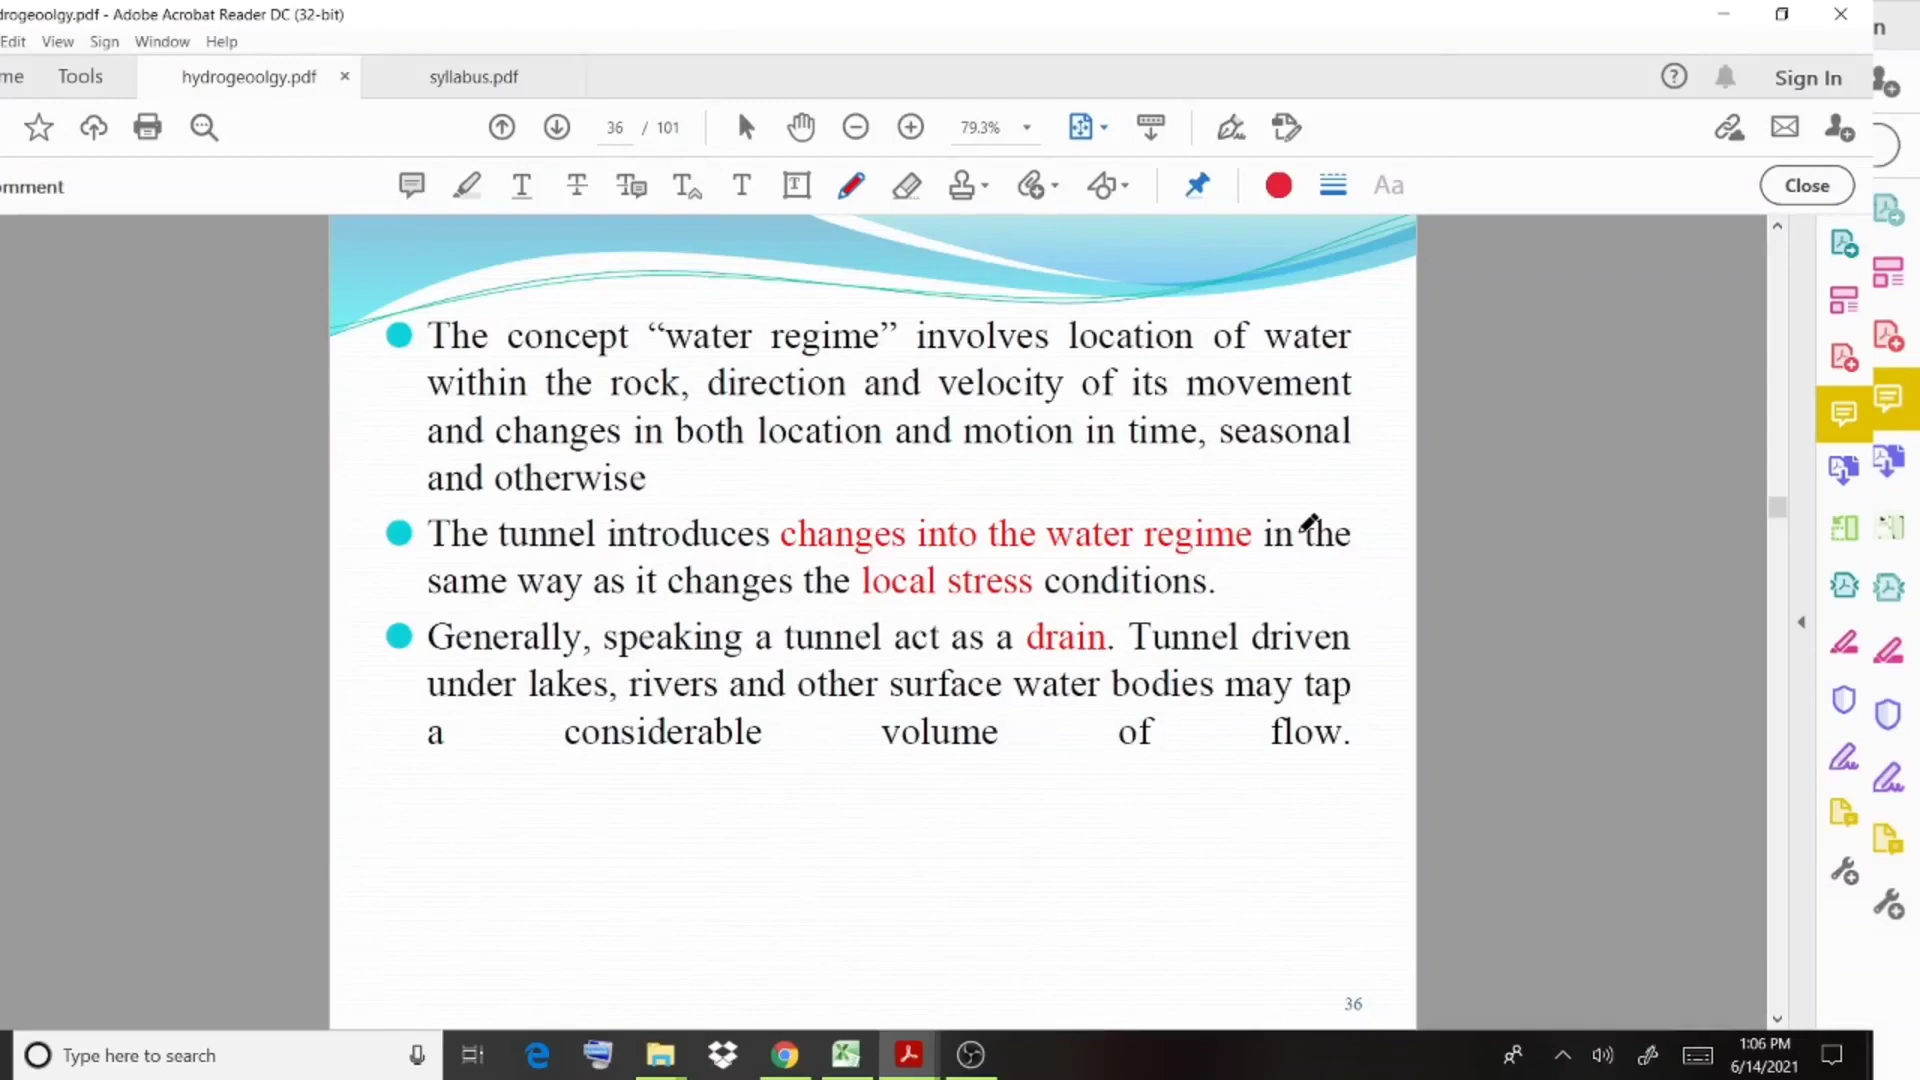 drogeoolgy.pdf - Adobe Acrobat Reader DC (32-bit)
Edit View Sign Window Help
me Tools hydrogeoolgy.pdf × syllabus.pdf Sign In
36 / 101 79.3%
omment Aa Close
The concept “water regime” involves location of water
within the rock, direction and velocity of its movement
and changes in both location and motion in time, seasonal
and otherwise
The tunnel introduces changes into the water regime in the
same way as it changes the local stress conditions.
Generally, speaking a tunnel act as a drain. Tunnel driven
under lakes, rivers and other surface water bodies may tap
a considerable volume of flow.
36
Type here to search
1:06 PM
6/14/2021